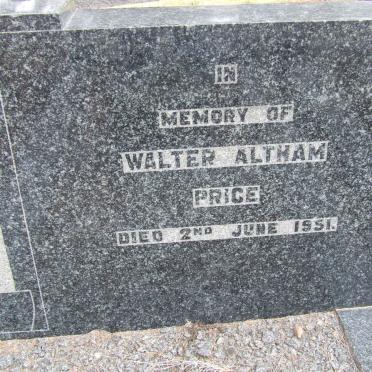 IN
MEMORY OF
WALTER ALTHAM
PRICE
DIED 2ND JUNE 1951.